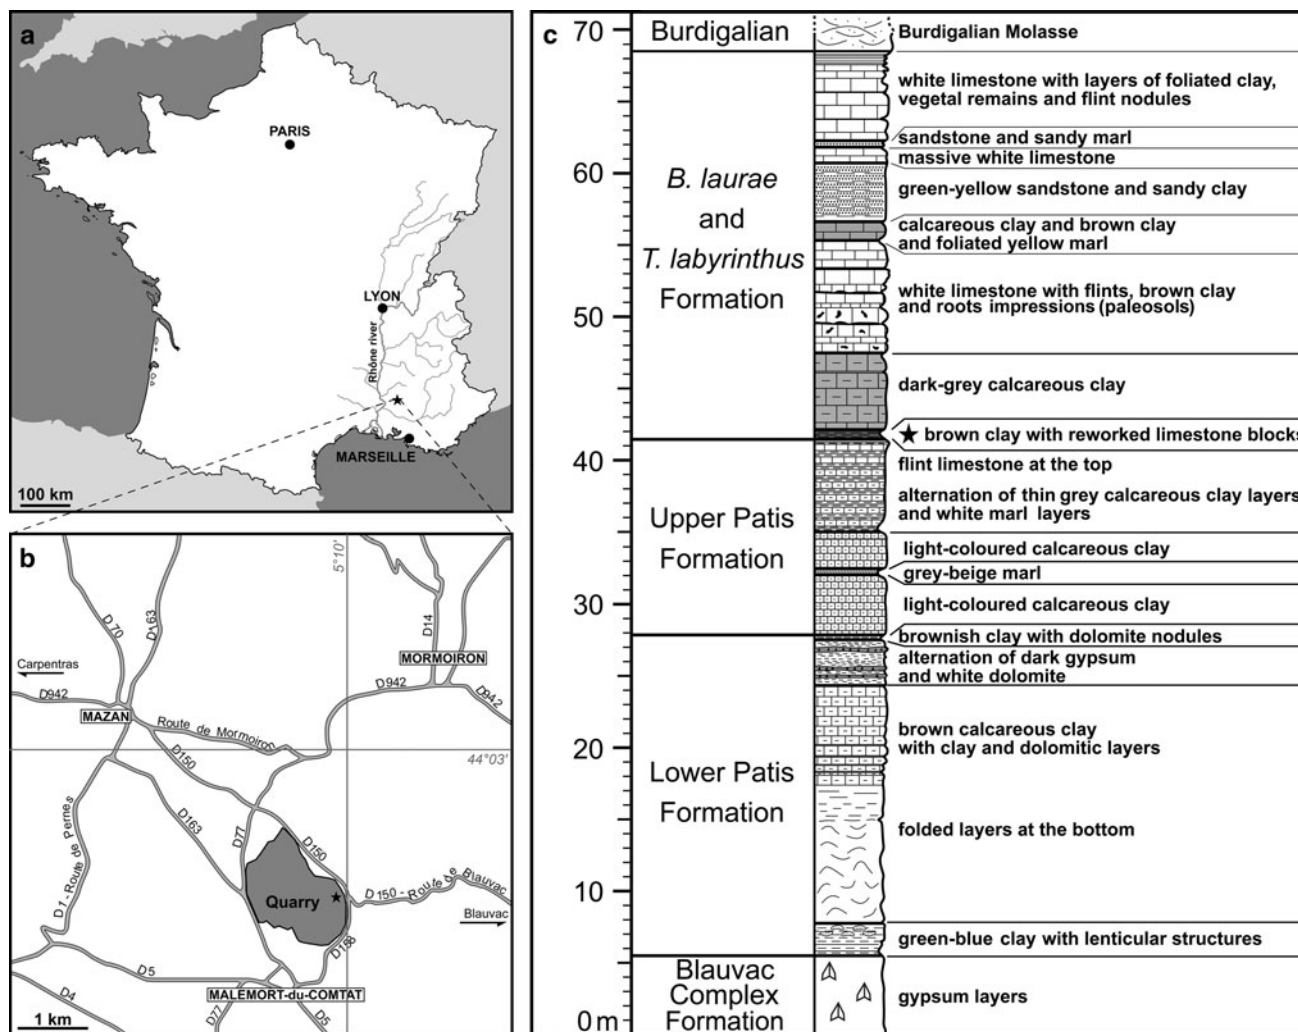 a
PARIS
LYON
Rhône river
MARSEILLE
100 km
b
5°10'
D 70
D163
D14
Carpentras
MORMOIRON
D942
D942
D942
MAZAN
Route de Mormoiron
44°03'
D150
D1 - Route de Pernes
D163
D77
D150
Quarry
D 150 - Route de Blauvac
Blauvac
D158
D5
MALEMORT-du-COMTAT
D4
D77
D5
1 km
c
70
60
50
40
30
20
10
0 m
Burdigalian
B. laurae
and
T. labyrinthus
Formation
Upper Patis
Formation
Lower Patis
Formation
Blauvac
Complex
Formation
Burdigalian Molasse
white limestone with layers of foliated clay,
vegetal remains and flint nodules
sandstone and sandy marl
massive white limestone
green-yellow sandstone and sandy clay
calcareous clay and brown clay
and foliated yellow marl
white limestone with flints, brown clay
and roots impressions (paleosols)
dark-grey calcareous clay
brown clay with reworked limestone blocks
flint limestone at the top
alternation of thin grey calcareous clay layers
and white marl layers
light-coloured calcareous clay
grey-beige marl
light-coloured calcareous clay
brownish clay with dolomite nodules
alternation of dark gypsum
and white dolomite
brown calcareous clay
with clay and dolomitic layers
folded layers at the bottom
green-blue clay with lenticular structures
gypsum layers